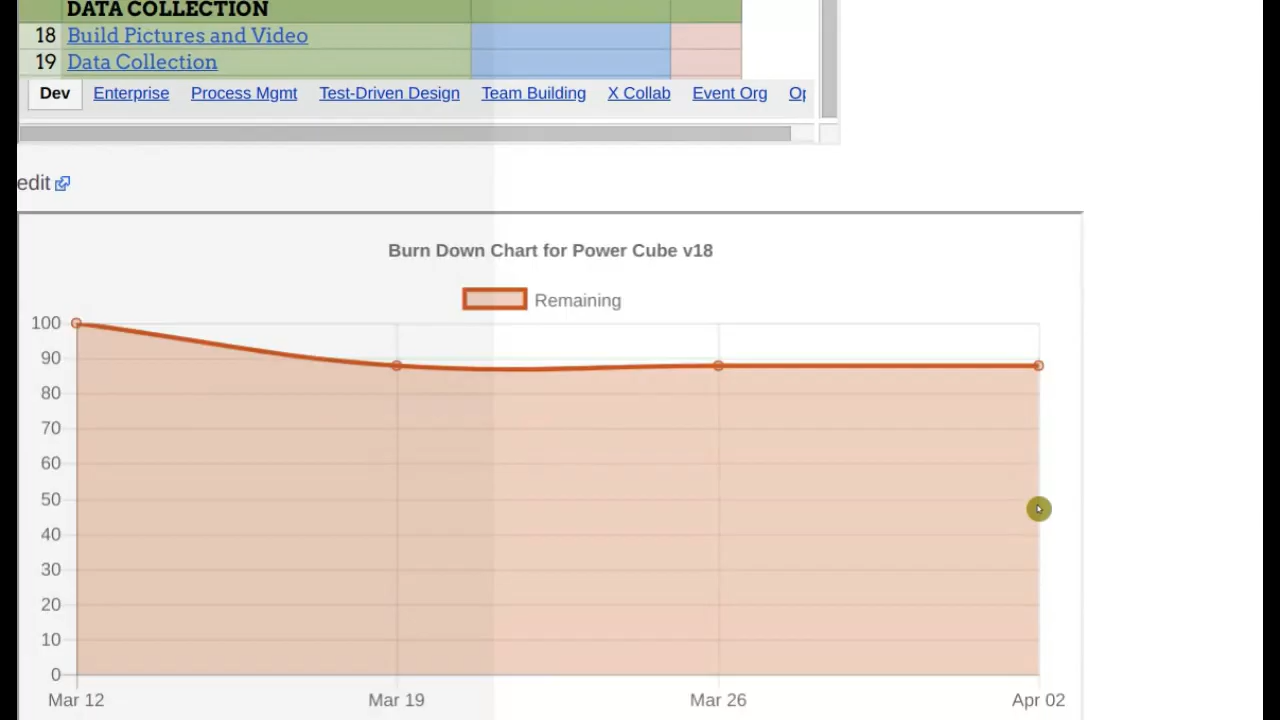 DATA COLLECTION
18 Build Pictures and Video
19 Data Collection
Dev Enterprise Process Mgmt Test-Driven Design Team Building X Collab Event Org Op
edit
Burn Down Chart for Power Cube v18
Remaining
100
90
80
70
60
50
40
30
20
10
0
Mar 12 Mar 19 Mar 26 Apr 02